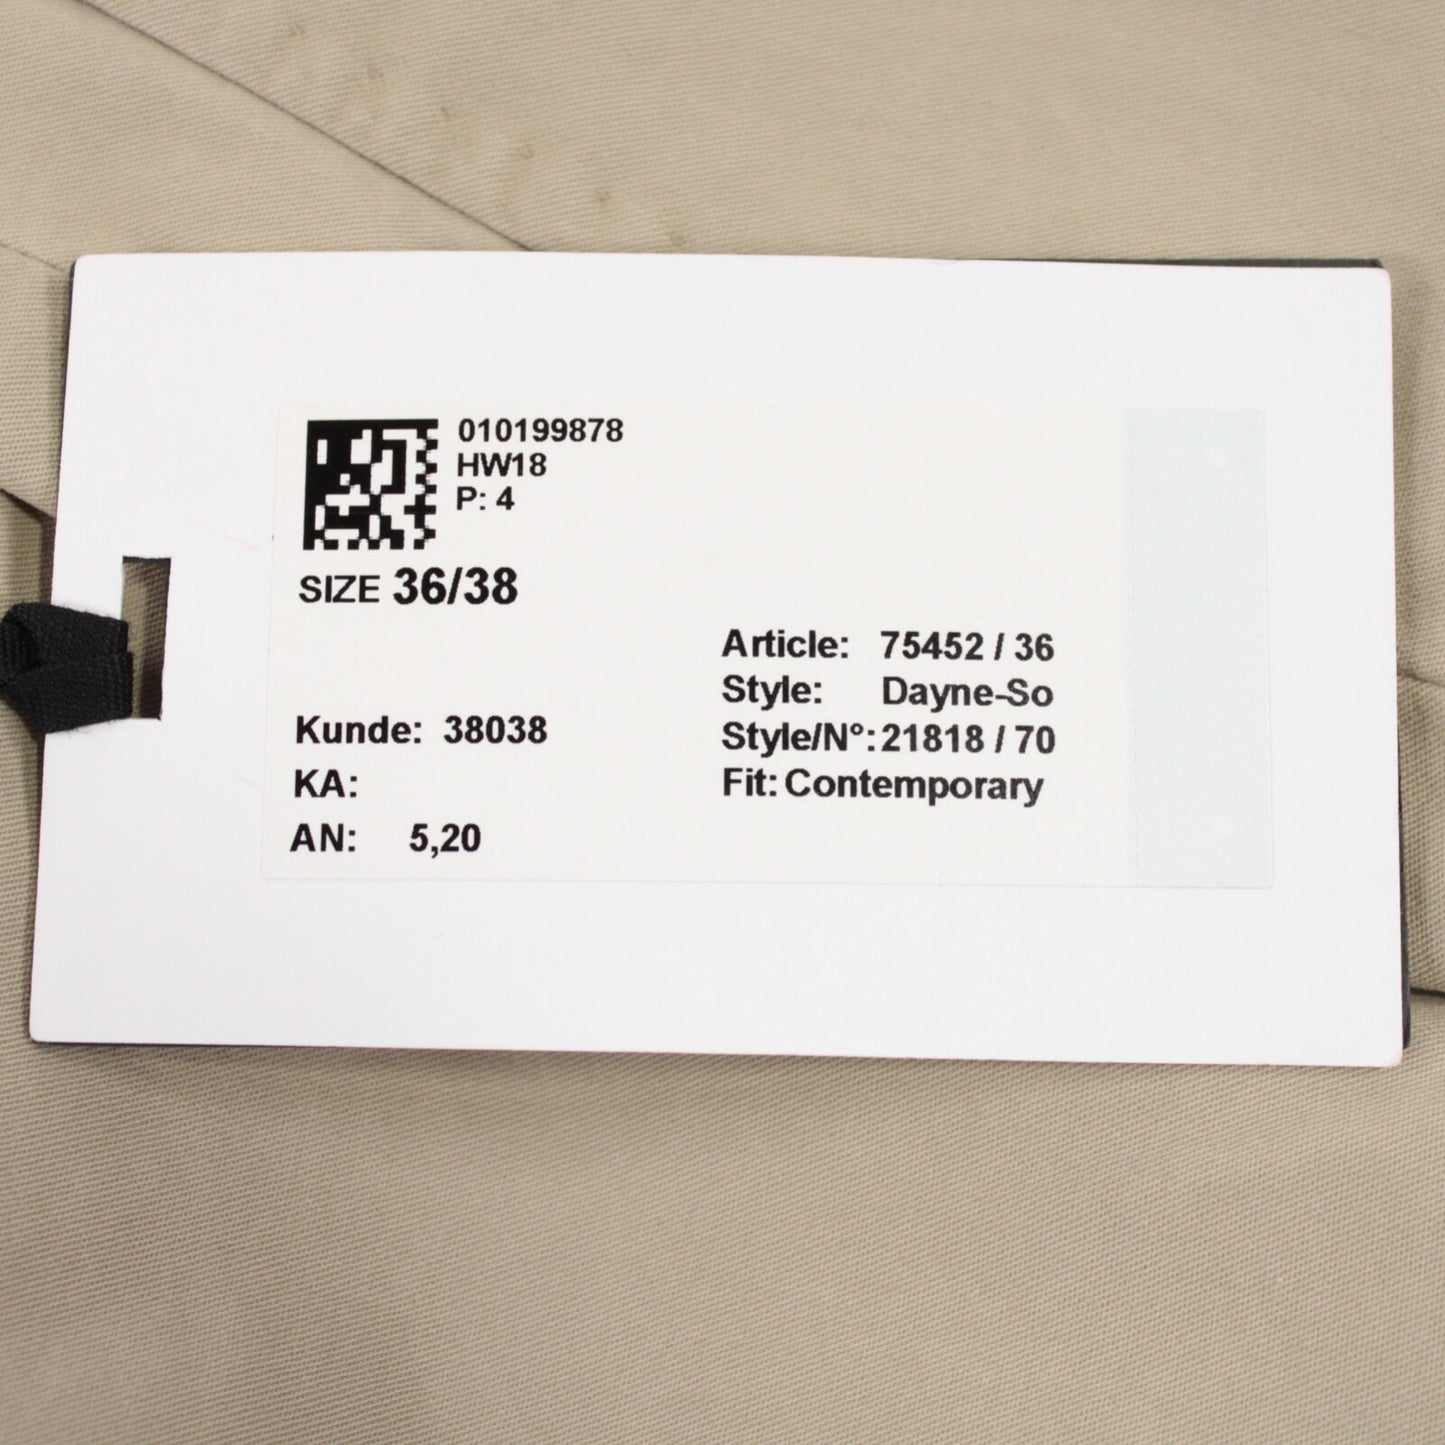 010199878
HW18
P: 4
SIZE 36/38
Article: 75452 / 36
Style: Dayne-So
Kunde: 38038
Style/N°: 21818 / 70
KA:
Fit: Contemporary
AN: 5,20